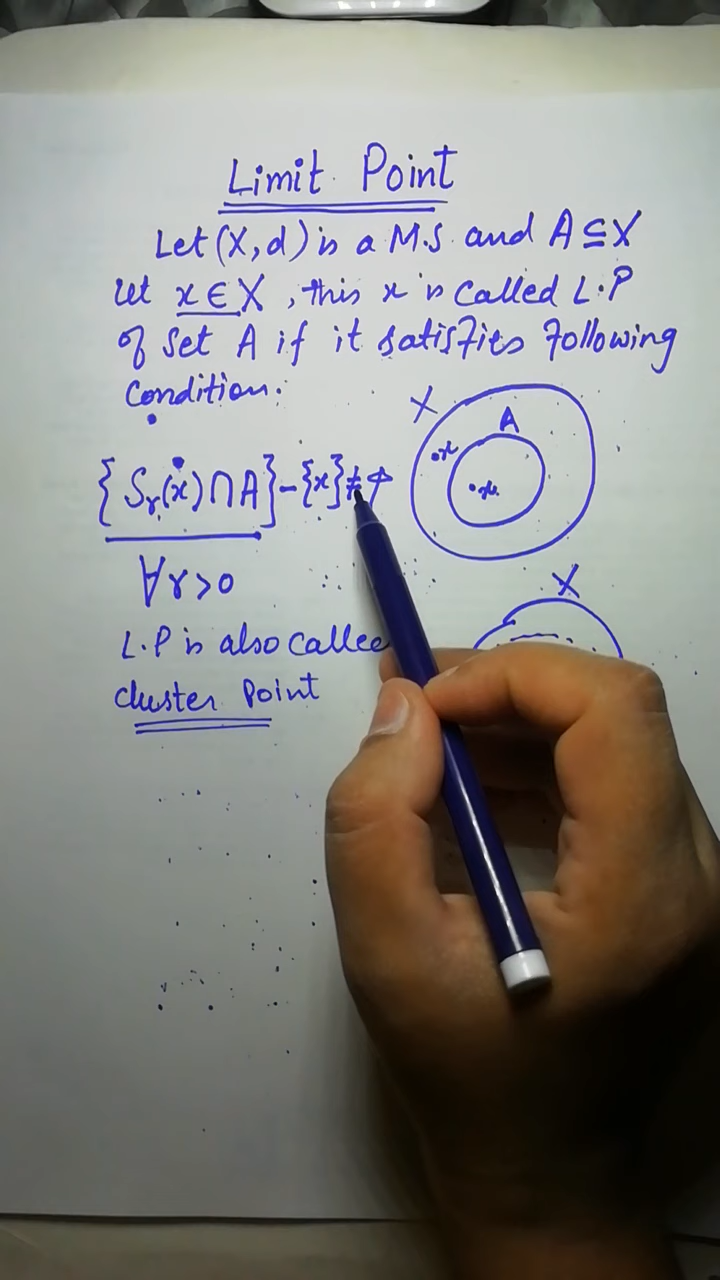 Limit Point
Let (X, d) is a M.S. and A ⊆ X
let x ∈ X, this x is called L.P
of set A if it satisfies following
condition.
X
A
x
x
{Sᵣ(x) ∩ A} - {x} ≠ ϕ
∀ r > 0
X
L.P is also called
cluster point